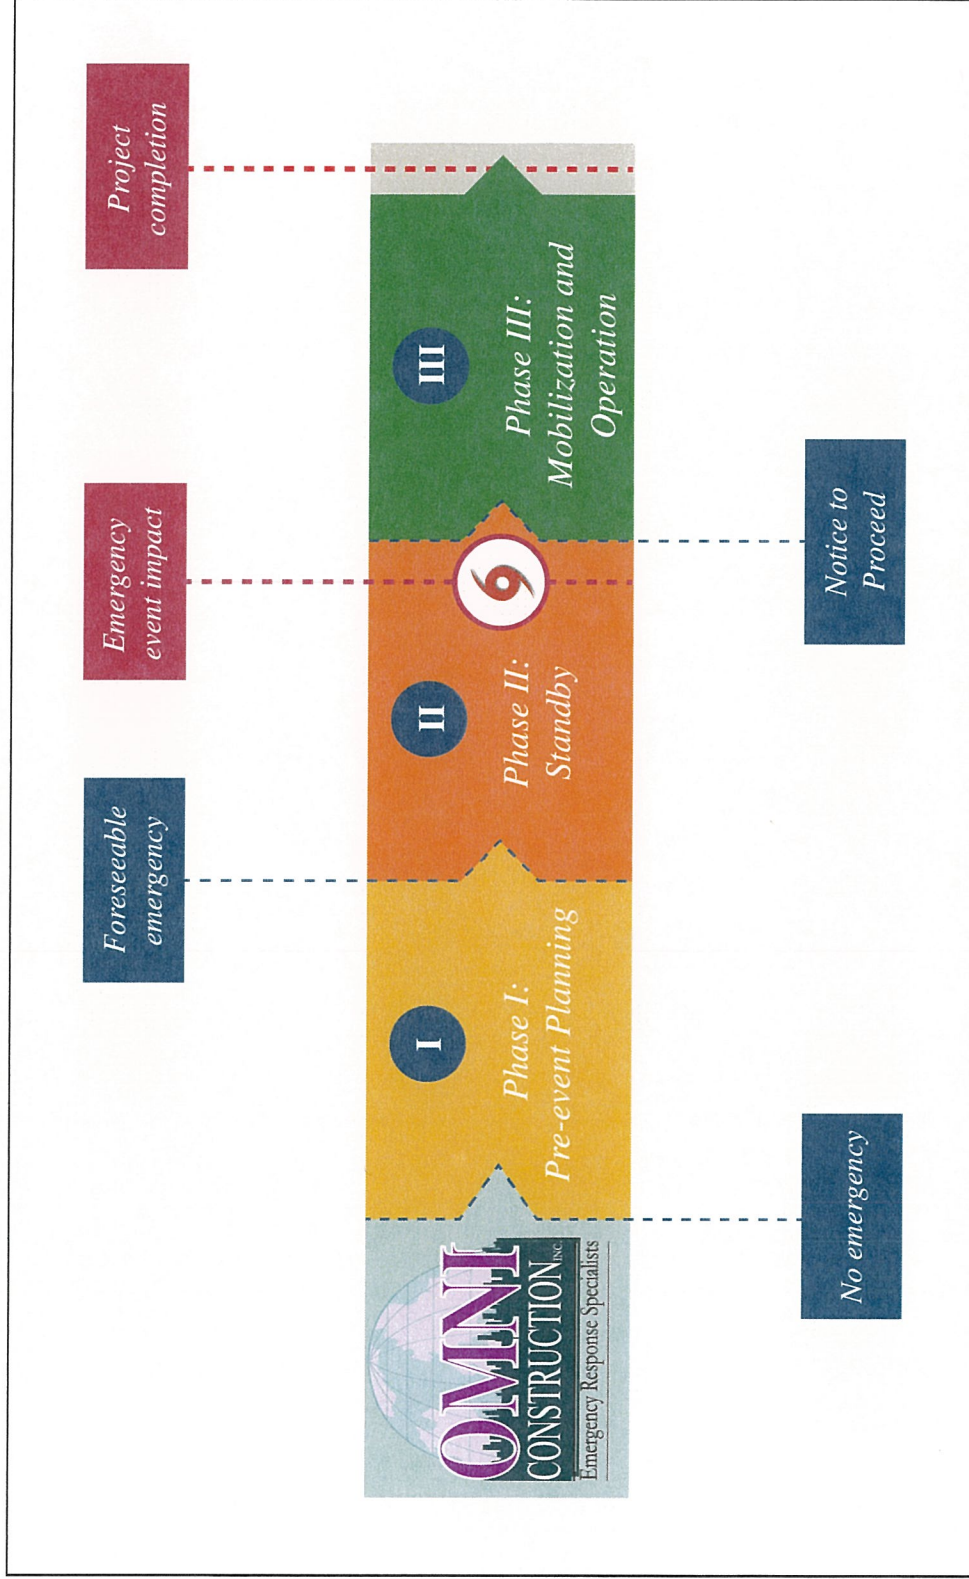 Foreseeable
emergency
Emergency
event impact
Project
completion
OMNI
CONSTRUCTION INC.
Emergency Response Specialists
I
Phase I:
Pre-event Planning
II
Phase II:
Standby
III
Phase III:
Mobilization and
Operation
No emergency
Notice to
Proceed